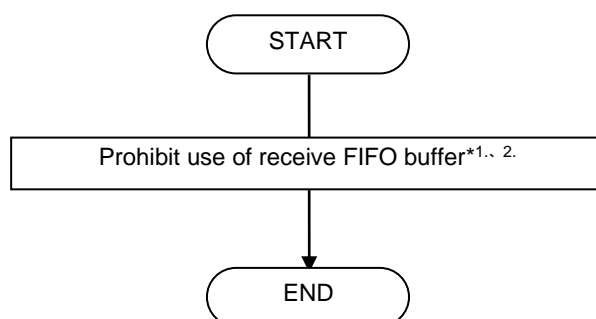 START
Prohibit use of receive FIFO buffer*1.、2.
END